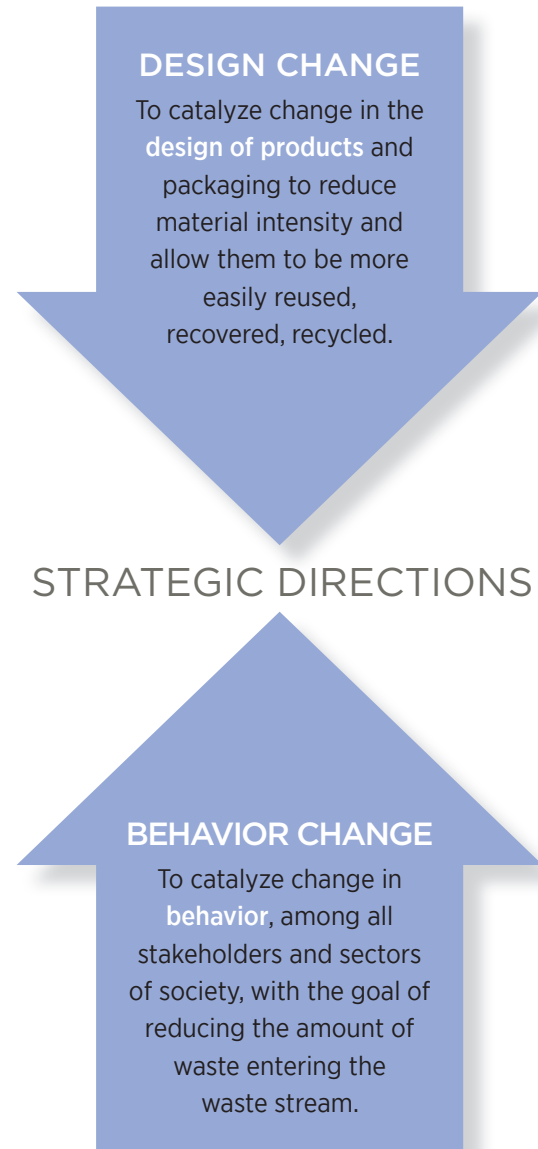 DESIGN CHANGE
To catalyze change in the
design of products and
packaging to reduce
material intensity and
allow them to be more
easily reused,
recovered, recycled.
STRATEGIC DIRECTIONS
BEHAVIOR CHANGE
To catalyze change in
behavior, among all
stakeholders and sectors
of society, with the goal of
reducing the amount of
waste entering the
waste stream.